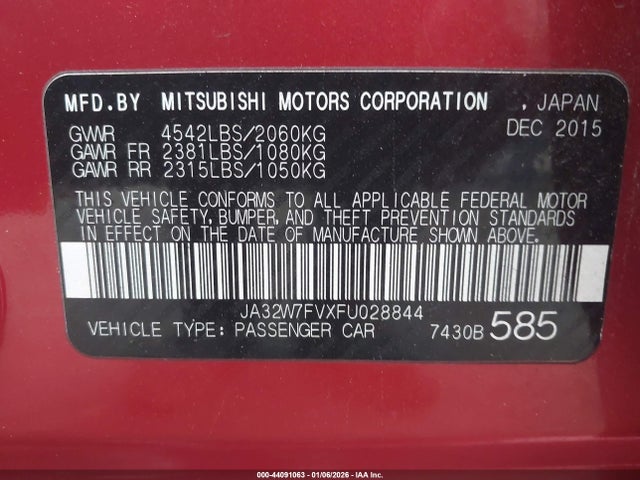 MFD.BY MITSUBISHI MOTORS CORPORATION , JAPAN
GVWR 4542LBS/2060KG DEC 2015
GAWR FR 2381LBS/1080KG
GAWR RR 2315LBS/1050KG
THIS VEHICLE CONFORMS TO ALL APPLICABLE FEDERAL MOTOR
VEHICLE SAFETY, BUMPER, AND THEFT PREVENTION STANDARDS
IN EFFECT ON THE DATE OF MANUFACTURE SHOWN ABOVE.
JA32W7FVXFU028844
VEHICLE TYPE: PASSENGER CAR 7430B 585
000-44091063 - 01/06/2026 - IAA Inc.